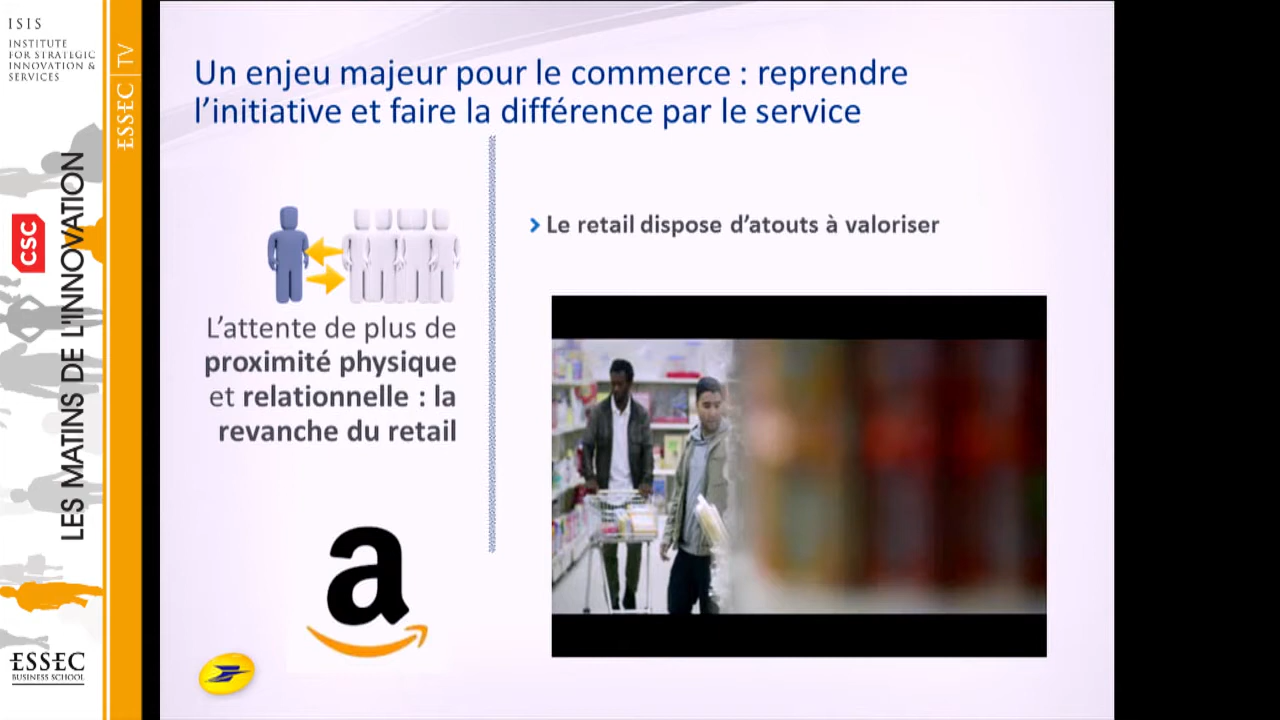 ISIS
INSTITUTE
FOR STRATEGIC
INNOVATION &
SERVICES
ESSEC | TV
CSC
LES MATINS DE L'INNOVATION
ESSEC
BUSINESS SCHOOL
Un enjeu majeur pour le commerce : reprendre
l'initiative et faire la différence par le service
L'attente de plus de
proximité physique
et relationnelle : la
revanche du retail
a
Le retail dispose d'atouts à valoriser